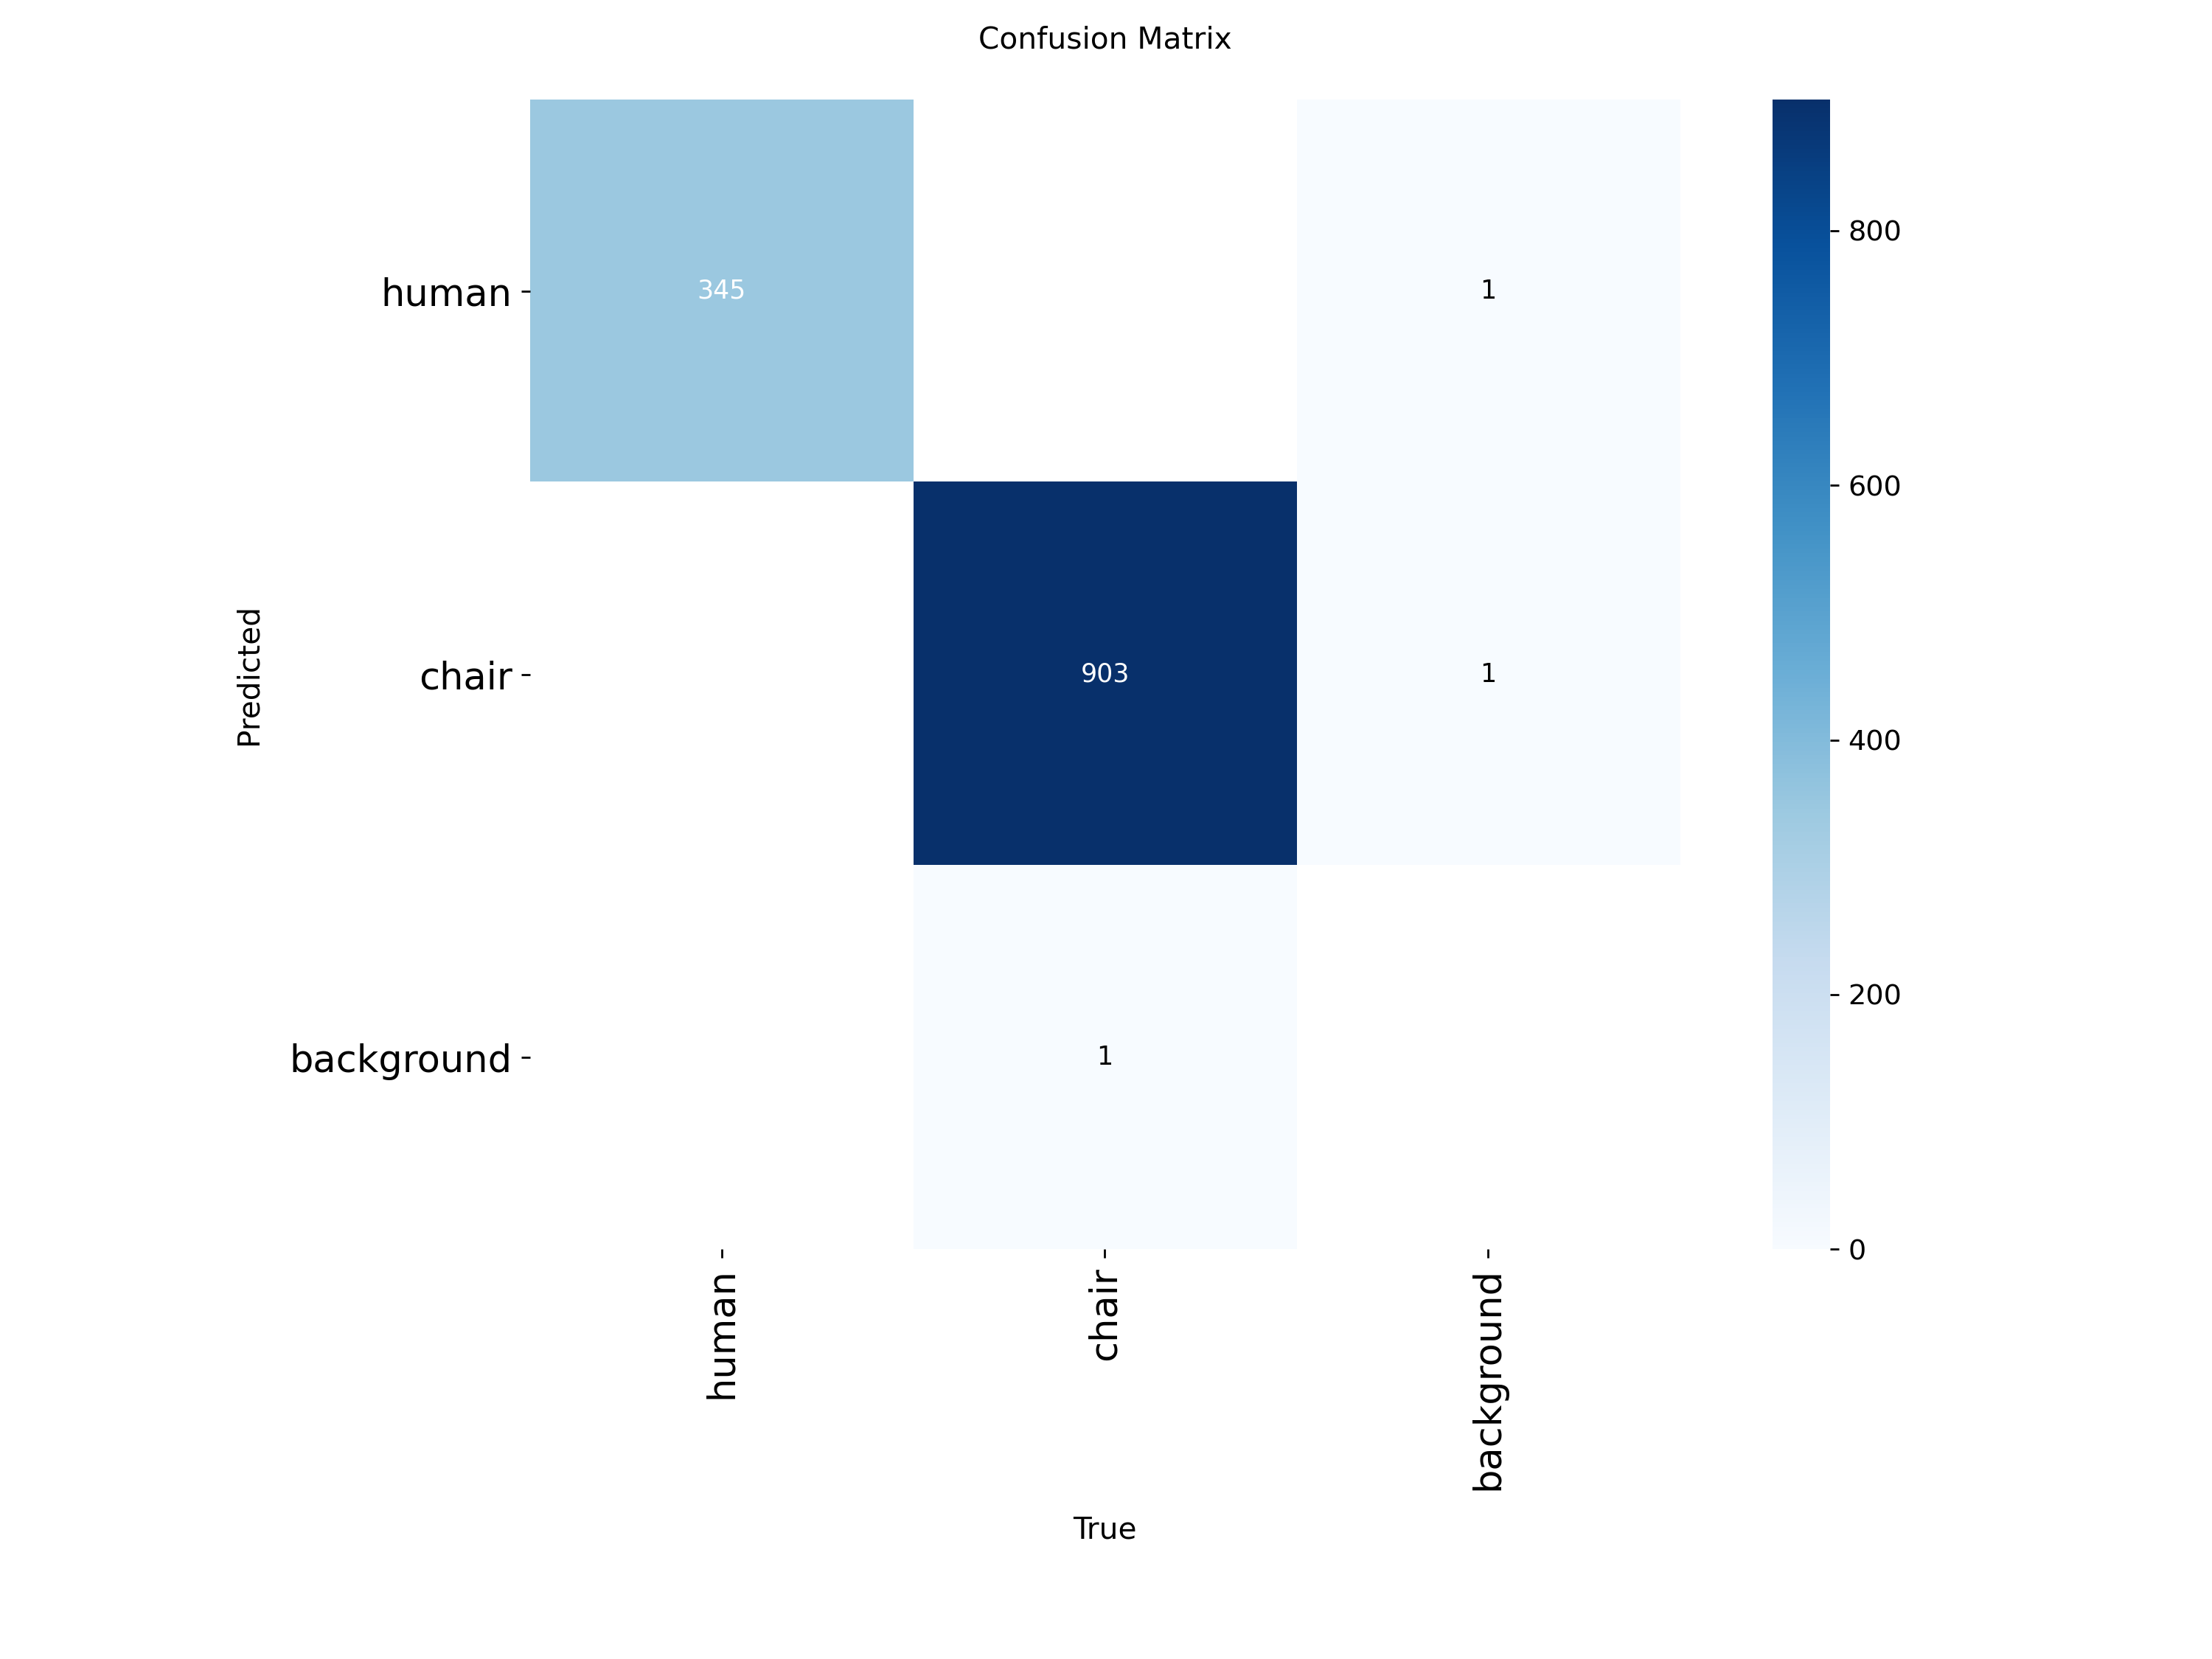 Confusion Matrix
human
345
1
800
600
Predicted
chair
903
1
400
200
background
1
0
human
chair
background
True